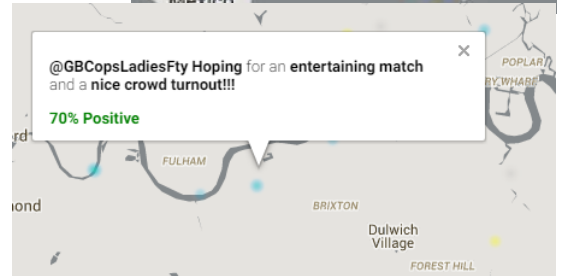 @GBCopsLadiesFty Hoping for an entertaining match
and a nice crowd turnout!!!
70% Positive
POPLAR
FULHAM
BRIXTON
Dulwich
Village
FOREST HILL